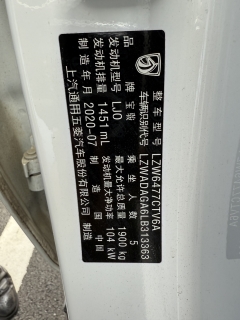 品牌 宝骏 整车型号 LZW6477CTV6A
发动机型号 LJO 车辆识别代号 LZWADAGA6LB313363
发动机排量 1451mL 乘坐人数 5
制造年月 2020-07 最大允许总质量 1900 kg
发动机最大净功率 104 kW
制造国 中国
上汽通用五菱汽车股份有限公司 制造